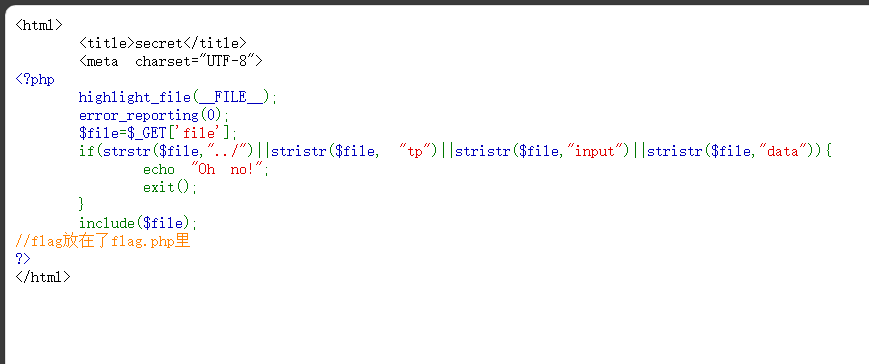 <html>
<title>secret</title>
<meta charset="UTF-8">
<?php
highlight_file(__FILE__);
error_reporting(0);
$file=$_GET['file'];
if(strstr($file,"../")||stristr($file, "tp")||stristr($file,"input")||stristr($file,"data")){
echo "Oh no!";
exit();
}
include($file);
//flag放在了flag.php里
?>
</html>